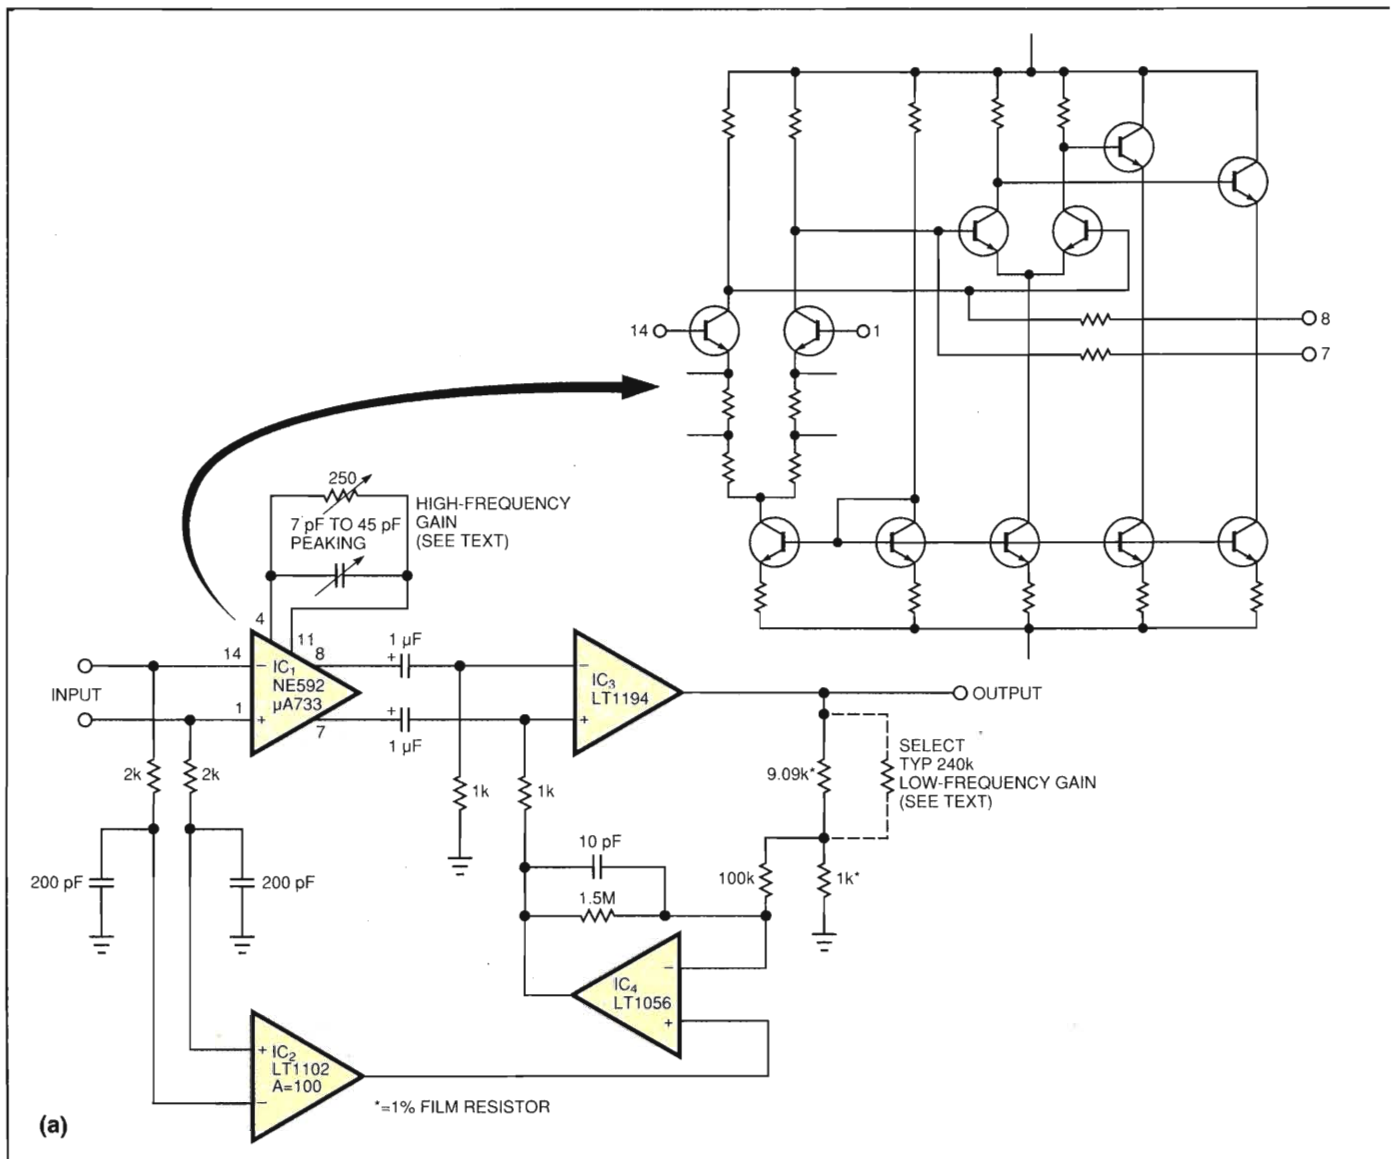 14
1
8
7
250
7 pF TO 45 pF
PEAKING
HIGH-FREQUENCY
GAIN
(SEE TEXT)
4
11
8
14
− IC1
NE592
µA733
1
+
7
INPUT
+
1 µF
+
1 µF
−
IC3
LT1194
+
OUTPUT
2k
2k
1k
1k
9.09k*
SELECT
TYP 240k
LOW-FREQUENCY GAIN
(SEE TEXT)
200 pF
200 pF
10 pF
1.5M
100k
1k*
−
IC4
LT1056
+
+ IC2
LT1102
A=100
−
*=1% FILM RESISTOR
(a)